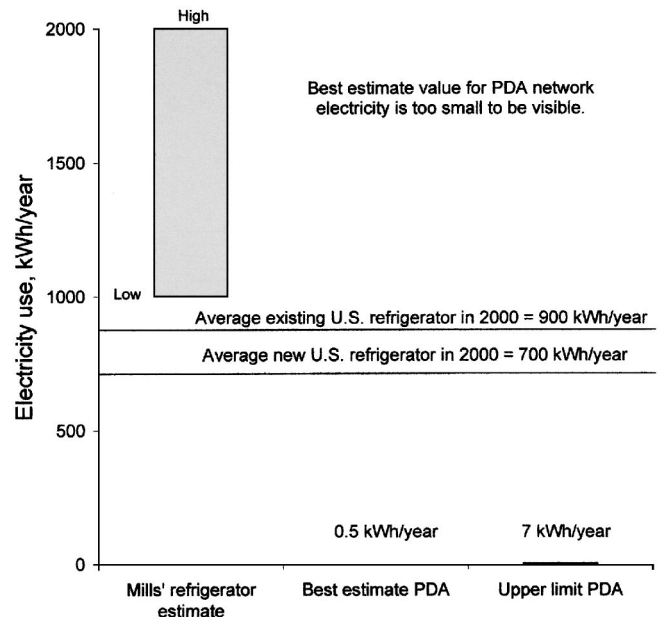 High
2000
Best estimate value for PDA network
electricity is too small to be visible.
1500
Electricity use, kWh/year
Low
1000
Average existing U.S. refrigerator in 2000 = 900 kWh/year
Average new U.S. refrigerator in 2000 = 700 kWh/year
500
0.5 kWh/year
7 kWh/year
0
Mills' refrigerator
estimate
Best estimate PDA
Upper limit PDA